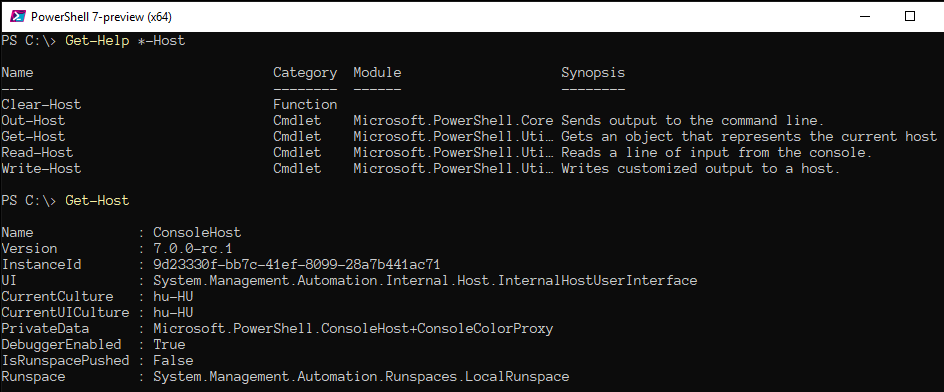 PowerShell 7-preview (x64)
PS C:\> Get-Help *-Host
Name Category Module Synopsis
---- -------- ------ --------
Clear-Host Function
Out-Host Cmdlet Microsoft.PowerShell.Core Sends output to the command line.
Get-Host Cmdlet Microsoft.PowerShell.Uti… Gets an object that represents the current host
Read-Host Cmdlet Microsoft.PowerShell.Uti… Reads a line of input from the console.
Write-Host Cmdlet Microsoft.PowerShell.Uti… Writes customized output to a host.
PS C:\> Get-Host
Name : ConsoleHost
Version : 7.0.0-rc.1
InstanceId : 9d23330f-bb7c-41ef-8099-28a7b441ac71
UI : System.Management.Automation.Internal.Host.InternalHostUserInterface
CurrentCulture : hu-HU
CurrentUICulture : hu-HU
PrivateData : Microsoft.PowerShell.ConsoleHost+ConsoleColorProxy
DebuggerEnabled : True
IsRunspacePushed : False
Runspace : System.Management.Automation.Runspaces.LocalRunspace